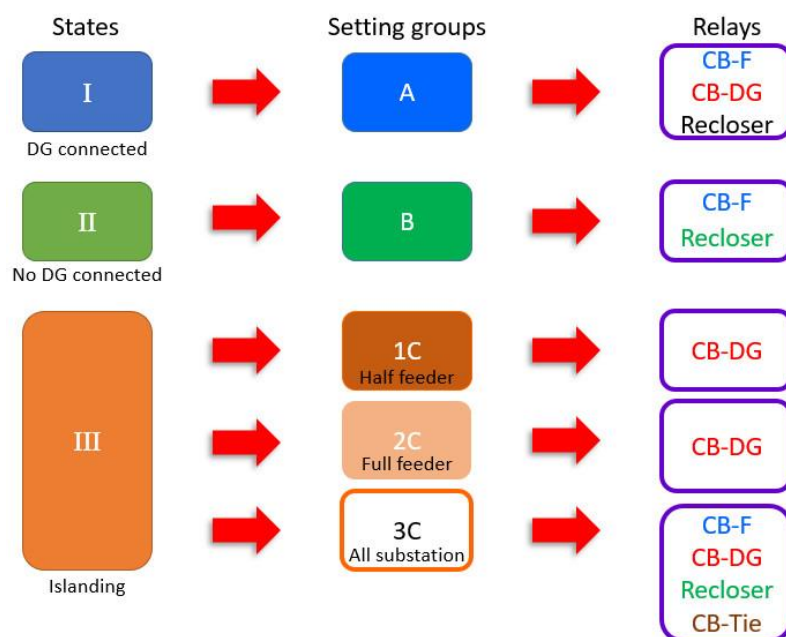 States
Setting groups
Relays
I
A
CB-F
CB-DG
Recloser
DG connected
II
B
CB-F
Recloser
No DG connected
III
1C
Half feeder
CB-DG
2C
Full feeder
CB-DG
3C
All substation
CB-F
CB-DG
Recloser
CB-Tie
Islanding